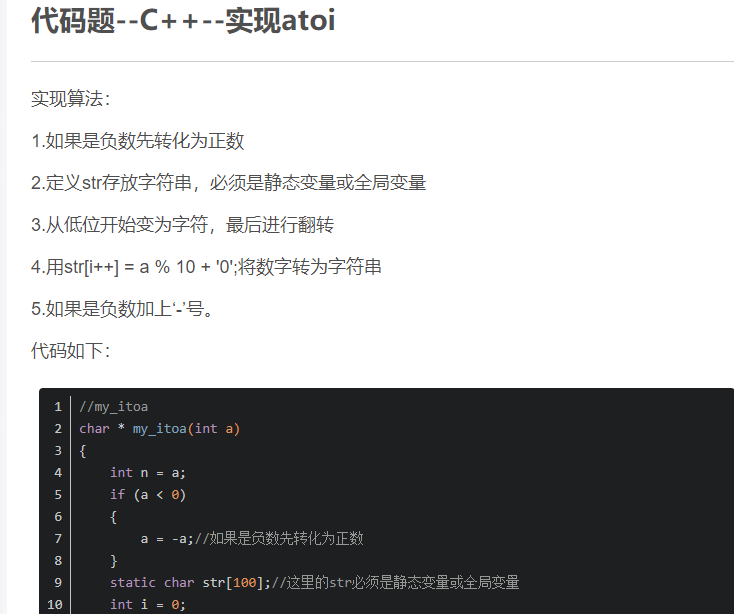 代码题--C++--实现atoi
实现算法：
1.如果是负数先转化为正数
2.定义str存放字符串，必须是静态变量或全局变量
3.从低位开始变为字符，最后进行翻转
4.用str[i++] = a % 10 + '0';将数字转为字符串
5.如果是负数加上‘-’号。
代码如下：
1 //my_itoa
2 char * my_itoa(int a)
3 {
4 int n = a;
5 if (a < 0)
6 {
7 a = -a;//如果是负数先转化为正数
8 }
9 static char str[100];//这里的str必须是静态变量或全局变量
10 int i = 0;